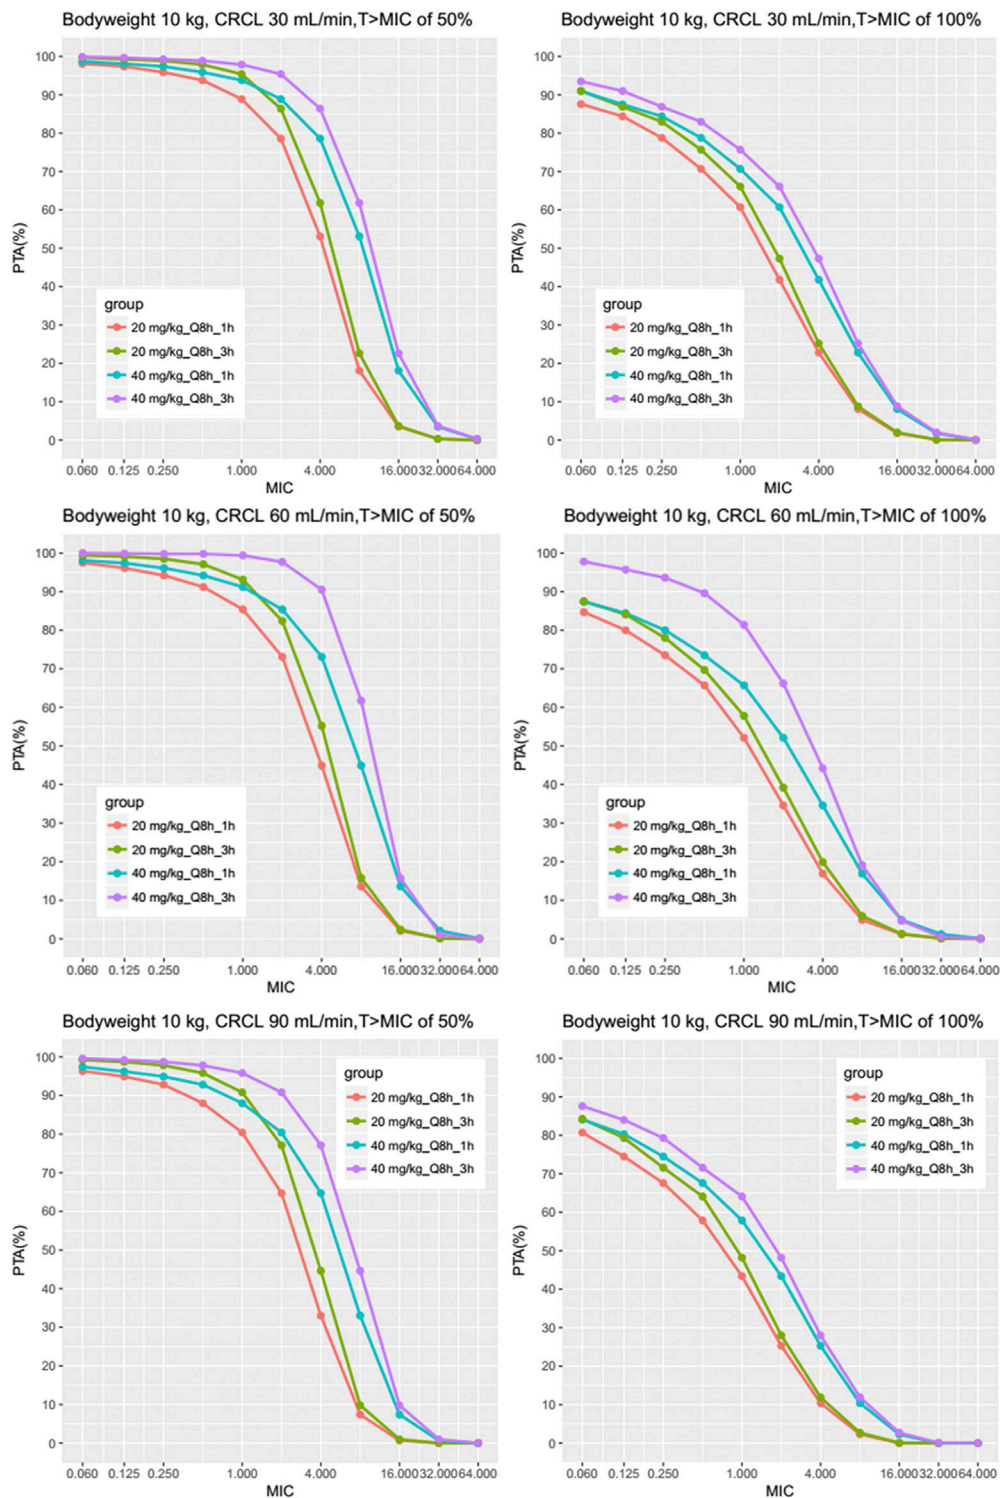 Bodyweight 10 kg, CRCL 30 mL/min,T>MIC of 50%
PTA(%)
100
90
80
70
60
50
40
30
20
10
0
group
20 mg/kg_Q8h_1h
20 mg/kg_Q8h_3h
40 mg/kg_Q8h_1h
40 mg/kg_Q8h_3h
0.060 0.125 0.250 1.000 4.000 16.000 32.000 64.000
MIC
Bodyweight 10 kg, CRCL 30 mL/min,T>MIC of 100%
PTA(%)
100
90
80
70
60
50
40
30
20
10
0
group
20 mg/kg_Q8h_1h
20 mg/kg_Q8h_3h
40 mg/kg_Q8h_1h
40 mg/kg_Q8h_3h
0.060 0.125 0.250 1.000 4.000 16.000 32.000 64.000
MIC
Bodyweight 10 kg, CRCL 60 mL/min,T>MIC of 50%
PTA(%)
100
90
80
70
60
50
40
30
20
10
0
group
20 mg/kg_Q8h_1h
20 mg/kg_Q8h_3h
40 mg/kg_Q8h_1h
40 mg/kg_Q8h_3h
0.060 0.125 0.250 1.000 4.000 16.000 32.000 64.000
MIC
Bodyweight 10 kg, CRCL 60 mL/min,T>MIC of 100%
PTA(%)
100
90
80
70
60
50
40
30
20
10
0
group
20 mg/kg_Q8h_1h
20 mg/kg_Q8h_3h
40 mg/kg_Q8h_1h
40 mg/kg_Q8h_3h
0.060 0.125 0.250 1.000 4.000 16.000 32.000 64.000
MIC
Bodyweight 10 kg, CRCL 90 mL/min,T>MIC of 50%
PTA(%)
100
90
80
70
60
50
40
30
20
10
0
group
20 mg/kg_Q8h_1h
20 mg/kg_Q8h_3h
40 mg/kg_Q8h_1h
40 mg/kg_Q8h_3h
0.060 0.125 0.250 1.000 4.000 16.000 32.000 64.000
MIC
Bodyweight 10 kg, CRCL 90 mL/min,T>MIC of 100%
PTA(%)
100
90
80
70
60
50
40
30
20
10
0
group
20 mg/kg_Q8h_1h
20 mg/kg_Q8h_3h
40 mg/kg_Q8h_1h
40 mg/kg_Q8h_3h
0.060 0.125 0.250 1.000 4.000 16.000 32.000 64.000
MIC